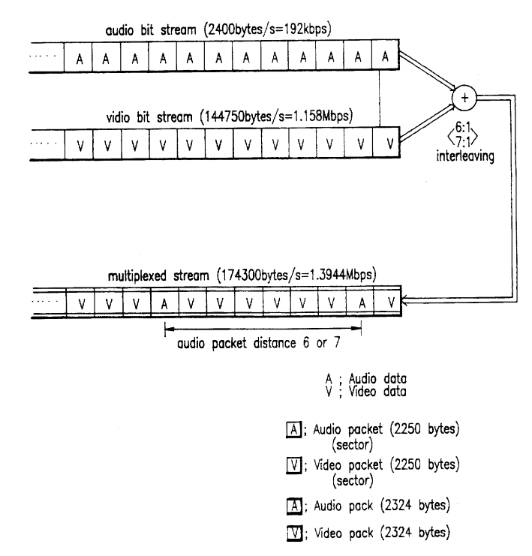 audio bit stream (2400bytes/s=192kbps)
..... A A A A A A A A A A A A
vidio bit stream (144750bytes/s=1.158Mbps)
..... V V V V V V V V V V V V
+
6:1
7:1
interleaving
multiplexed stream (174300bytes/s=1.3944Mbps)
..... V V V A V V V V V V A V
audio packet distance 6 or 7
A ; Audio data
V ; Video data
A ; Audio packet (2250 bytes)
(sector)
V ; Video packet (2250 bytes)
(sector)
A ; Audio pack (2324 bytes)
V ; Video pack (2324 bytes)